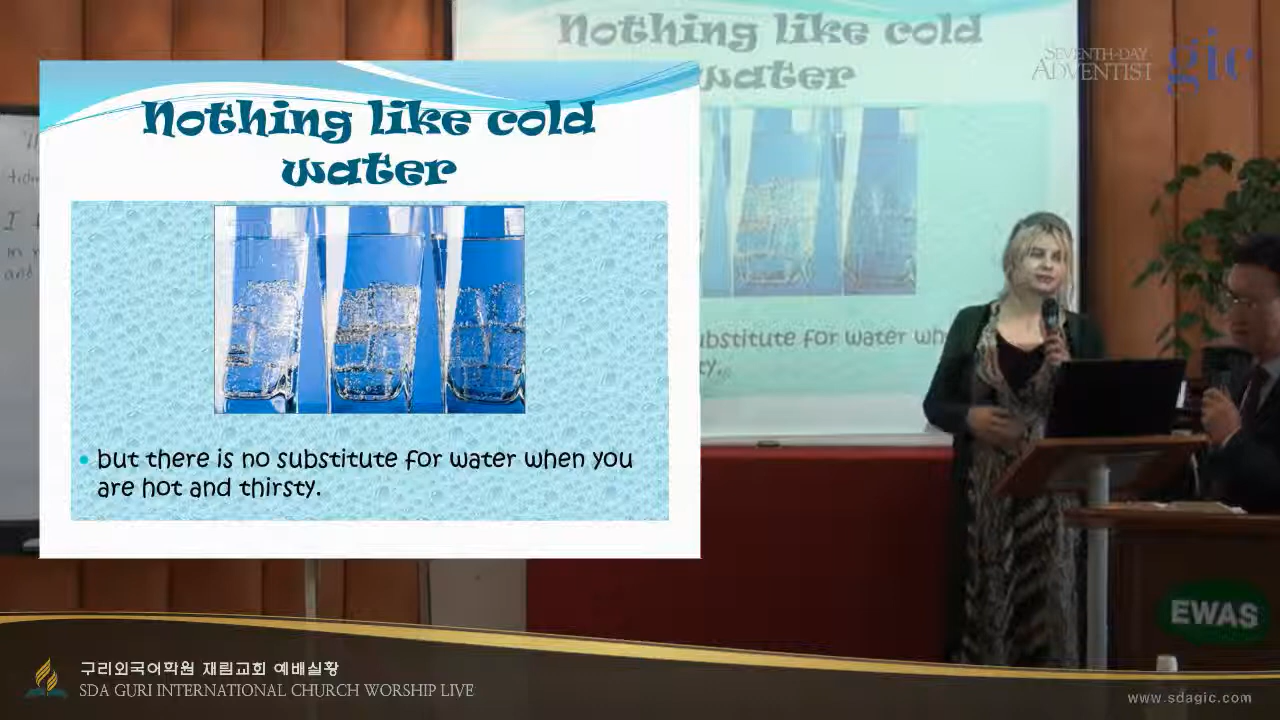 Nothing like cold
water
SEVENTH-DAY
ADVENTIST
gic
Nothing like cold
water
but there is no substitute for water when you
are hot and thirsty.
ubstitute for water wh
ty.
I
and
EWAS
구리외국어학원 재림교회 예배실황
SDA GURI INTERNATIONAL CHURCH WORSHIP LIVE
www.sdagic.com